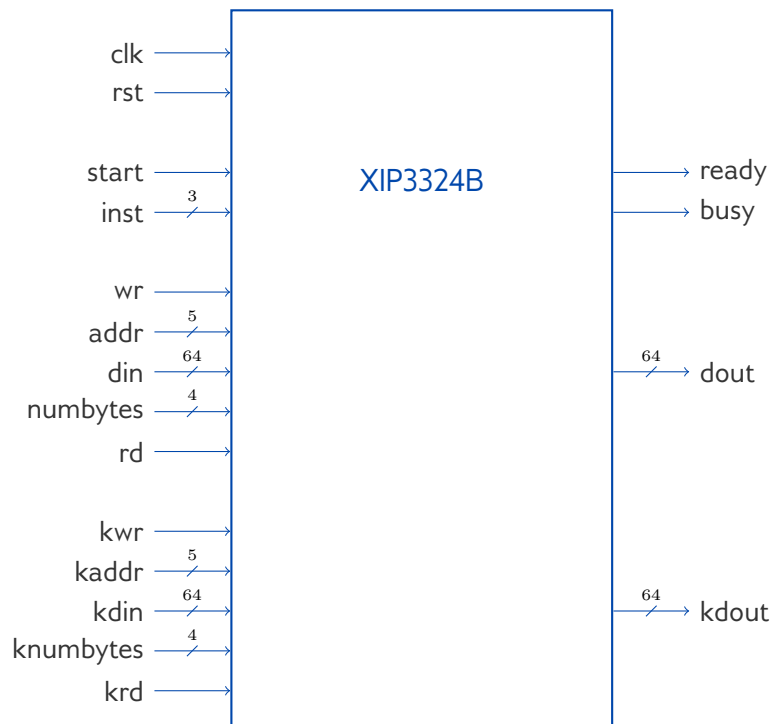 clk
rst
start
3
inst
XIP3324B
ready
busy
wr
5
addr
64
din
4
numbytes
rd
64
dout
kwr
5
kaddr
64
kdin
4
knumbytes
krd
64
kdout